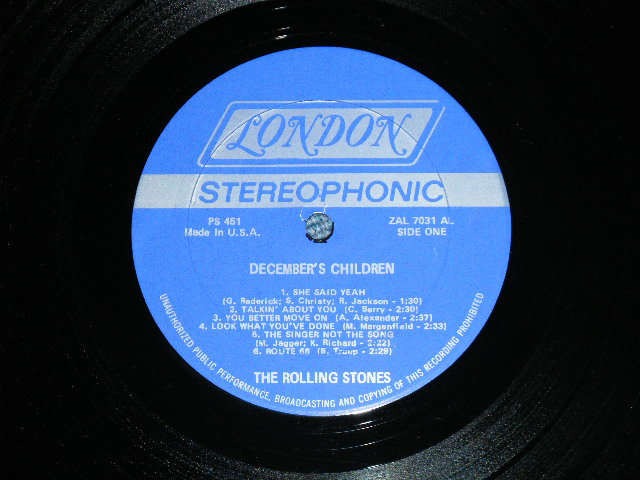 LONDON
STEREOPHONIC
PS 451
Made in U.S.A.
ZAL 7031 AL
SIDE ONE
DECEMBER'S CHILDREN
1. SHE SAID YEAH
(G. Roderick; S. Christy; R. Jackson - 1:30)
2. TALKIN' ABOUT YOU (C. Berry - 2:30)
3. YOU BETTER MOVE ON (A. Alexander - 2:37)
4. LOOK WHAT YOU'VE DONE (M. Morganfield - 2:33)
5. THE SINGER NOT THE SONG
(M. Jagger; K. Richard - 2:22)
6. ROUTE 66 (B. Troup - 2:29)
THE ROLLING STONES
UNAUTHORIZED PUBLIC PERFORMANCE, BROADCASTING AND COPYING OF THIS RECORDING PROHIBITED